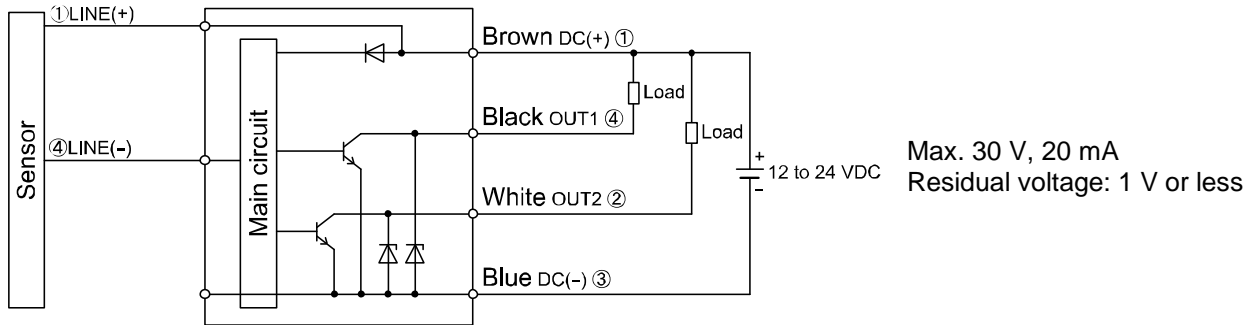 ①LINE(+)
Brown DC(+) ①
Load
Black OUT1 ④
Load
Sensor
④LINE(-)
Main circuit
+
12 to 24 VDC
-
Max. 30 V, 20 mA
Residual voltage: 1 V or less
White OUT2 ②
Blue DC(-) ③